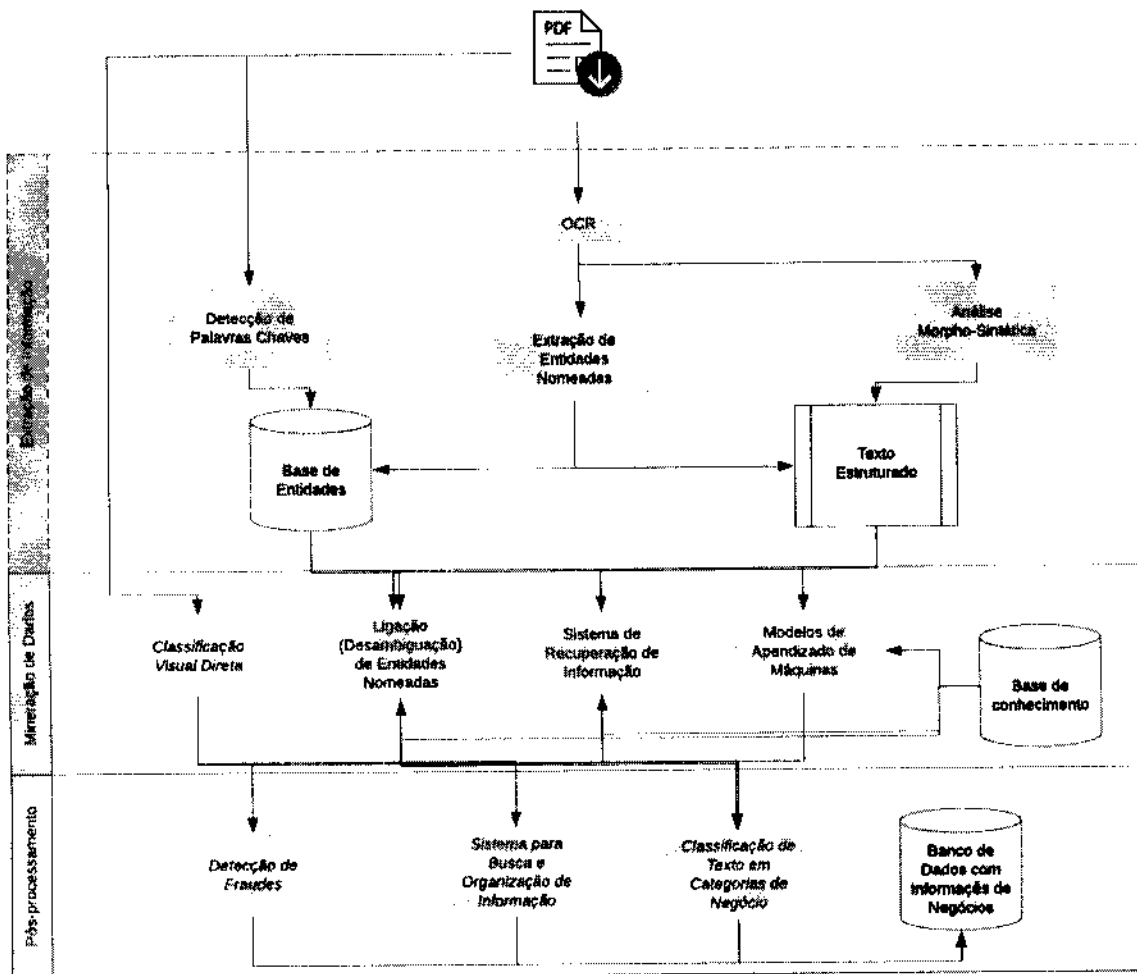 PDF
Extração de Informação
OCR
Detecção de
Palavras Chaves
Extração de
Entidades
Nomeadas
Análise
Morpho-Sintática
Base de
Entidades
Texto
Estruturado
Mineração de Dados
Classificação
Visual Direta
Ligação
(Desambiguação)
de Entidades
Nomeadas
Sistema de
Recuperação de
Informação
Modelos de
Apendizado de
Máquinas
Base de
conhecimento
Pós-processamento
Detecção de
Fraudes
Sistema para
Busca e
Organização de
Informação
Classificação de
Texto em
Categorias de
Negócio
Banco de
Dados com
Informaçõs de
Negócios